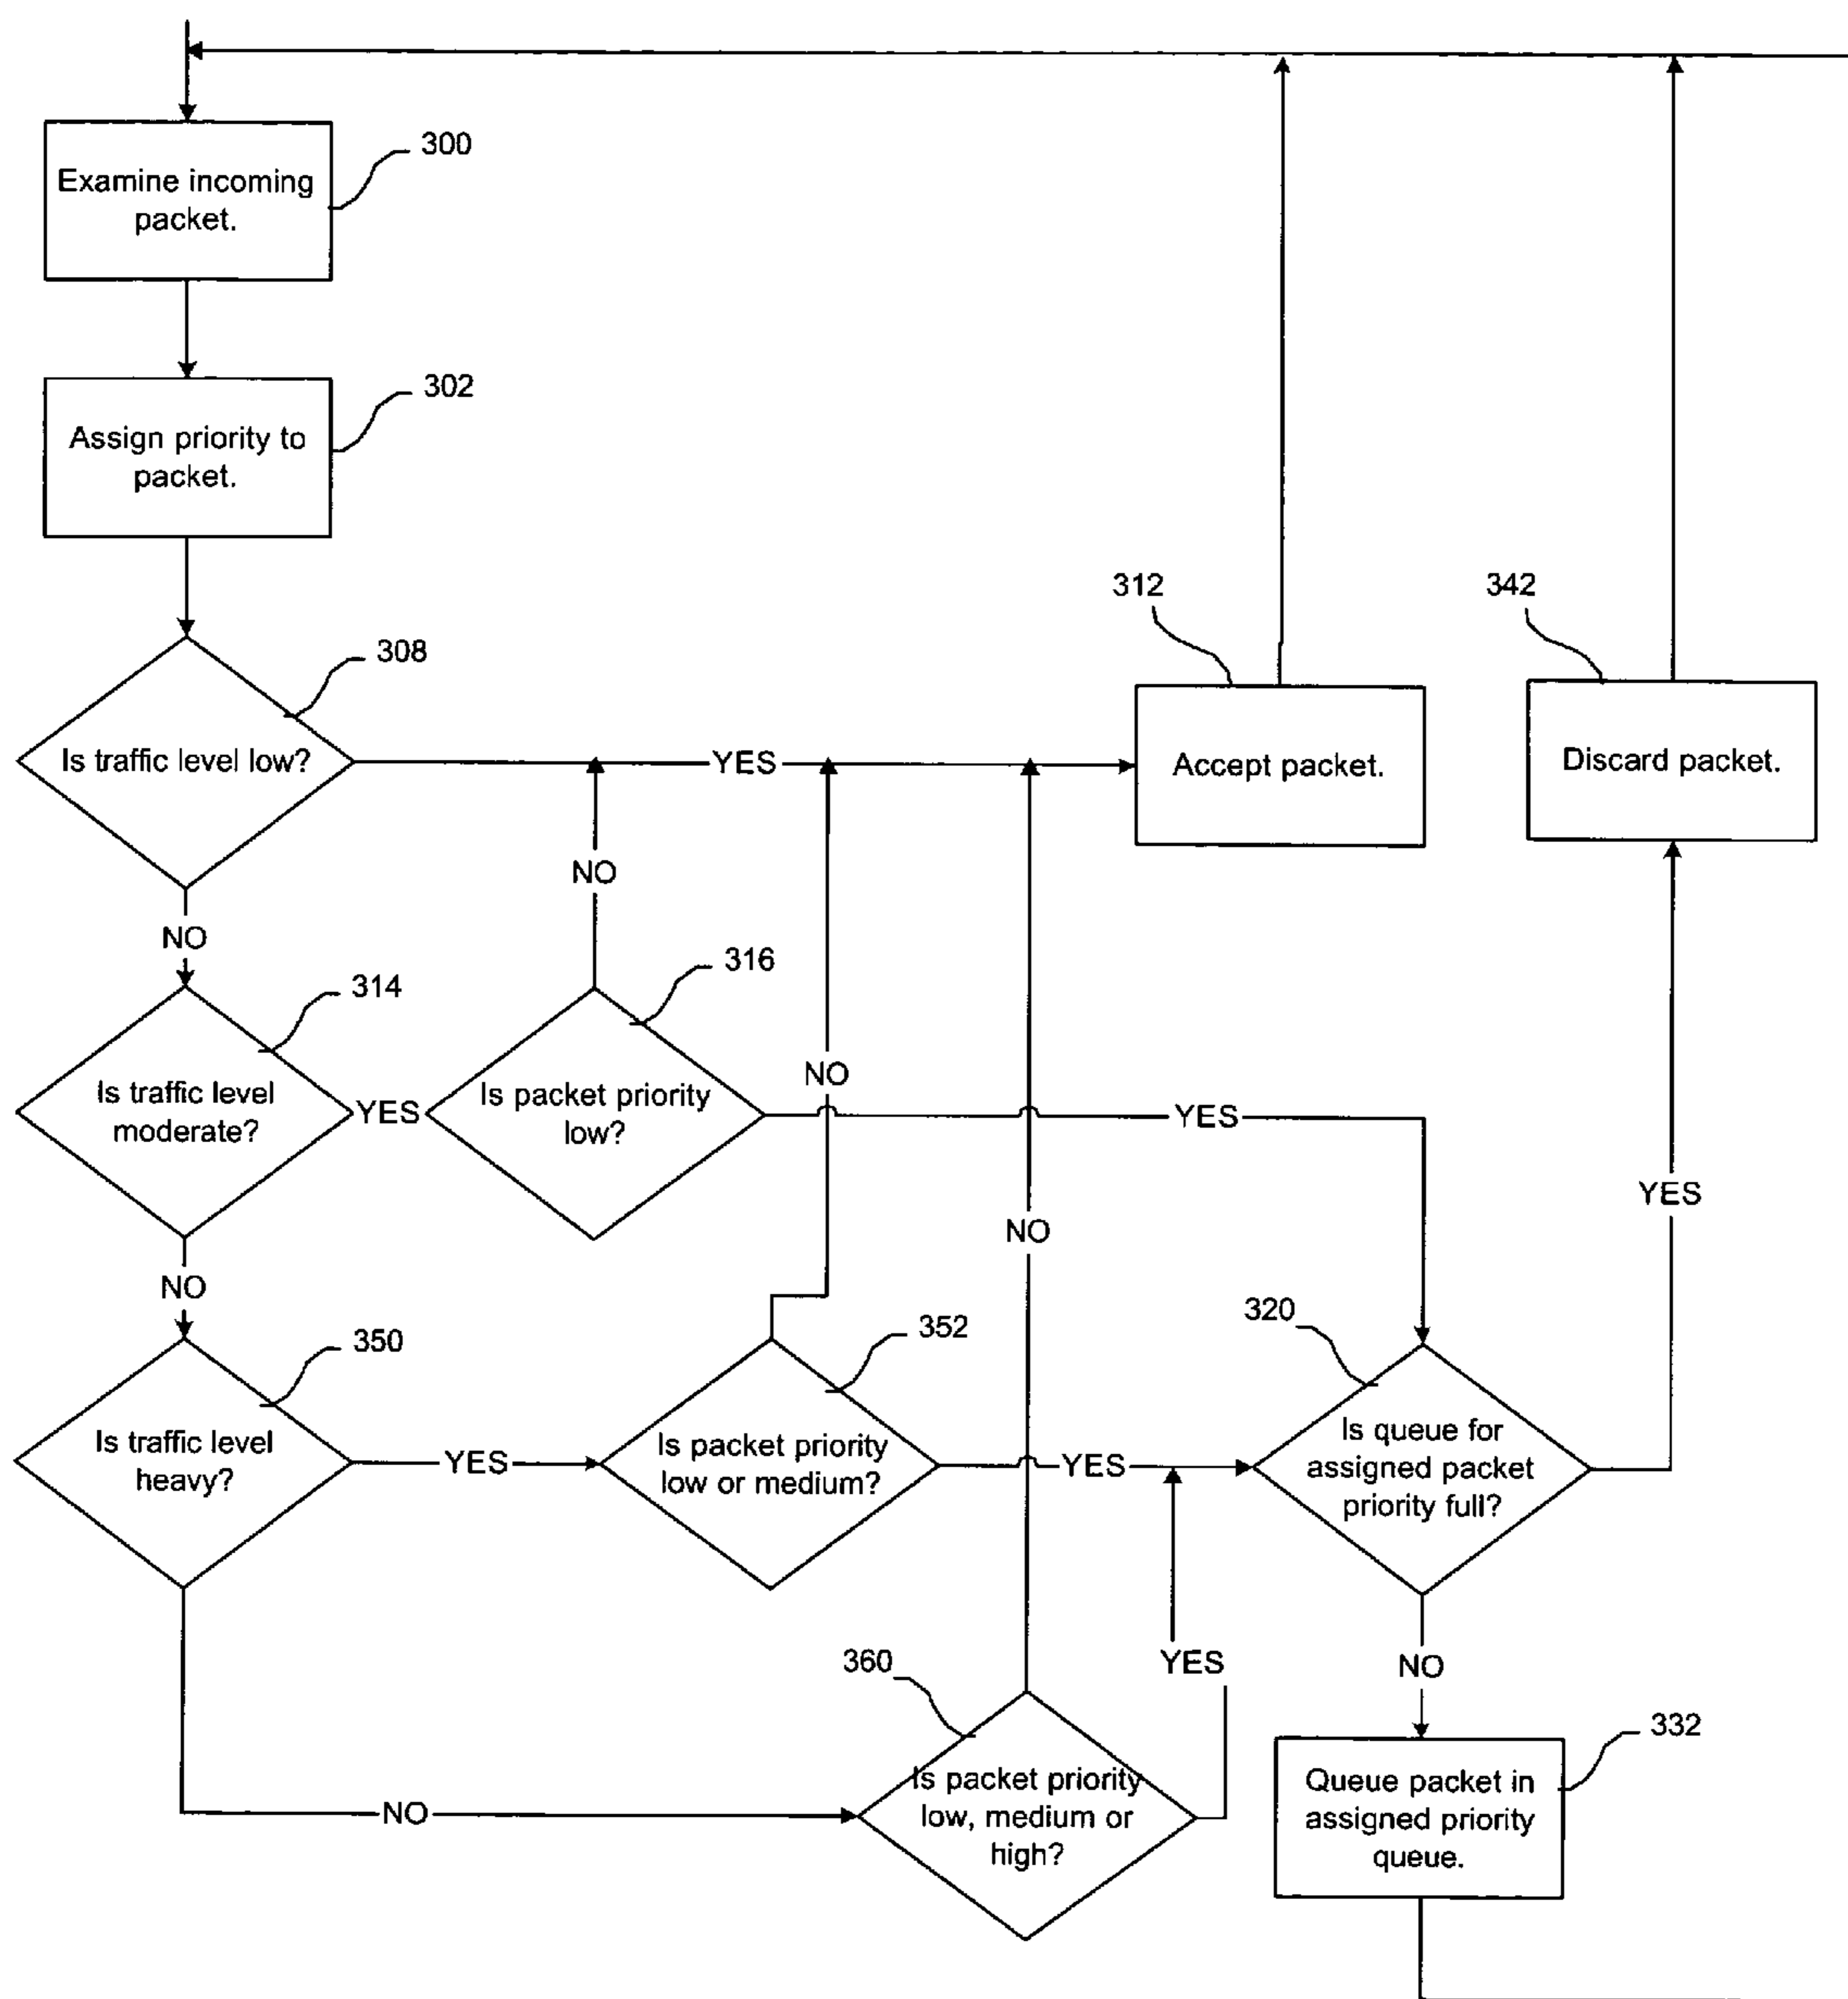 300
Examine incoming
packet.
302
Assign priority to
packet.
308
Is traffic level low?
YES
312
Accept packet.
342
Discard packet.
NO
NO
314
Is traffic level
moderate?
YES
316
Is packet priority
low?
NO
YES
YES
NO
NO
350
Is traffic level
heavy?
YES
352
Is packet priority
low or medium?
YES
320
Is queue for
assigned packet
priority full?
NO
360
Is packet priority
low, medium or
high?
YES
NO
332
Queue packet in
assigned priority
queue.